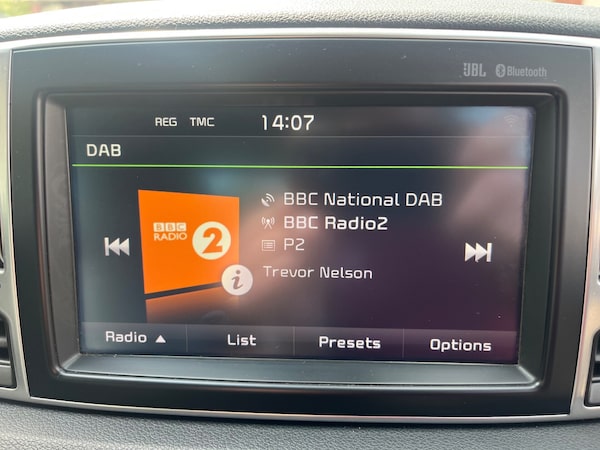 JBL Bluetooth
REG TMC 14:07
DAB
BBC National DAB
BBC RADIO 2
BBC Radio2
P2
i
Trevor Nelson
Radio ▲ List Presets Options